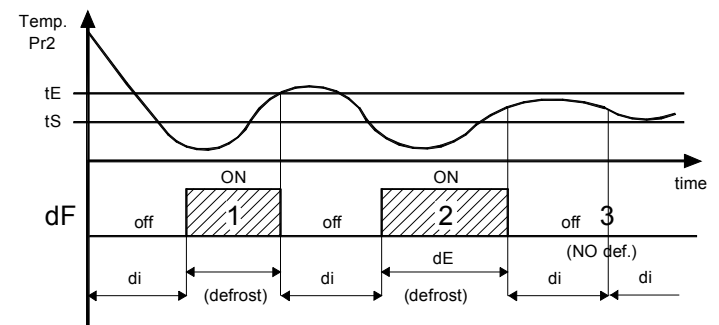 Temp.
Pr2
tE
tS
time
ON ON
dF off 1 off 2 off 3
(NO def.)
di (defrost) di dE (defrost) di di